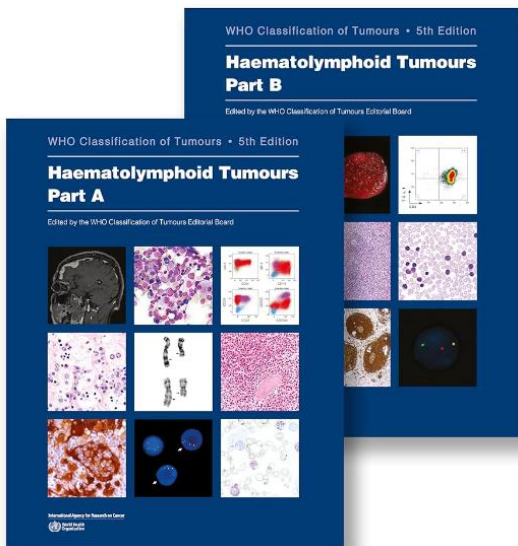 WHO Classification of Tumours • 5th Edition
Haematolymphoid Tumours
Part B
Edited by the WHO Classification of Tumours Editorial Board
WHO Classification of Tumours • 5th Edition
Haematolymphoid Tumours
Part A
Edited by the WHO Classification of Tumours Editorial Board
International Agency for Research on Cancer
World Health
Organization